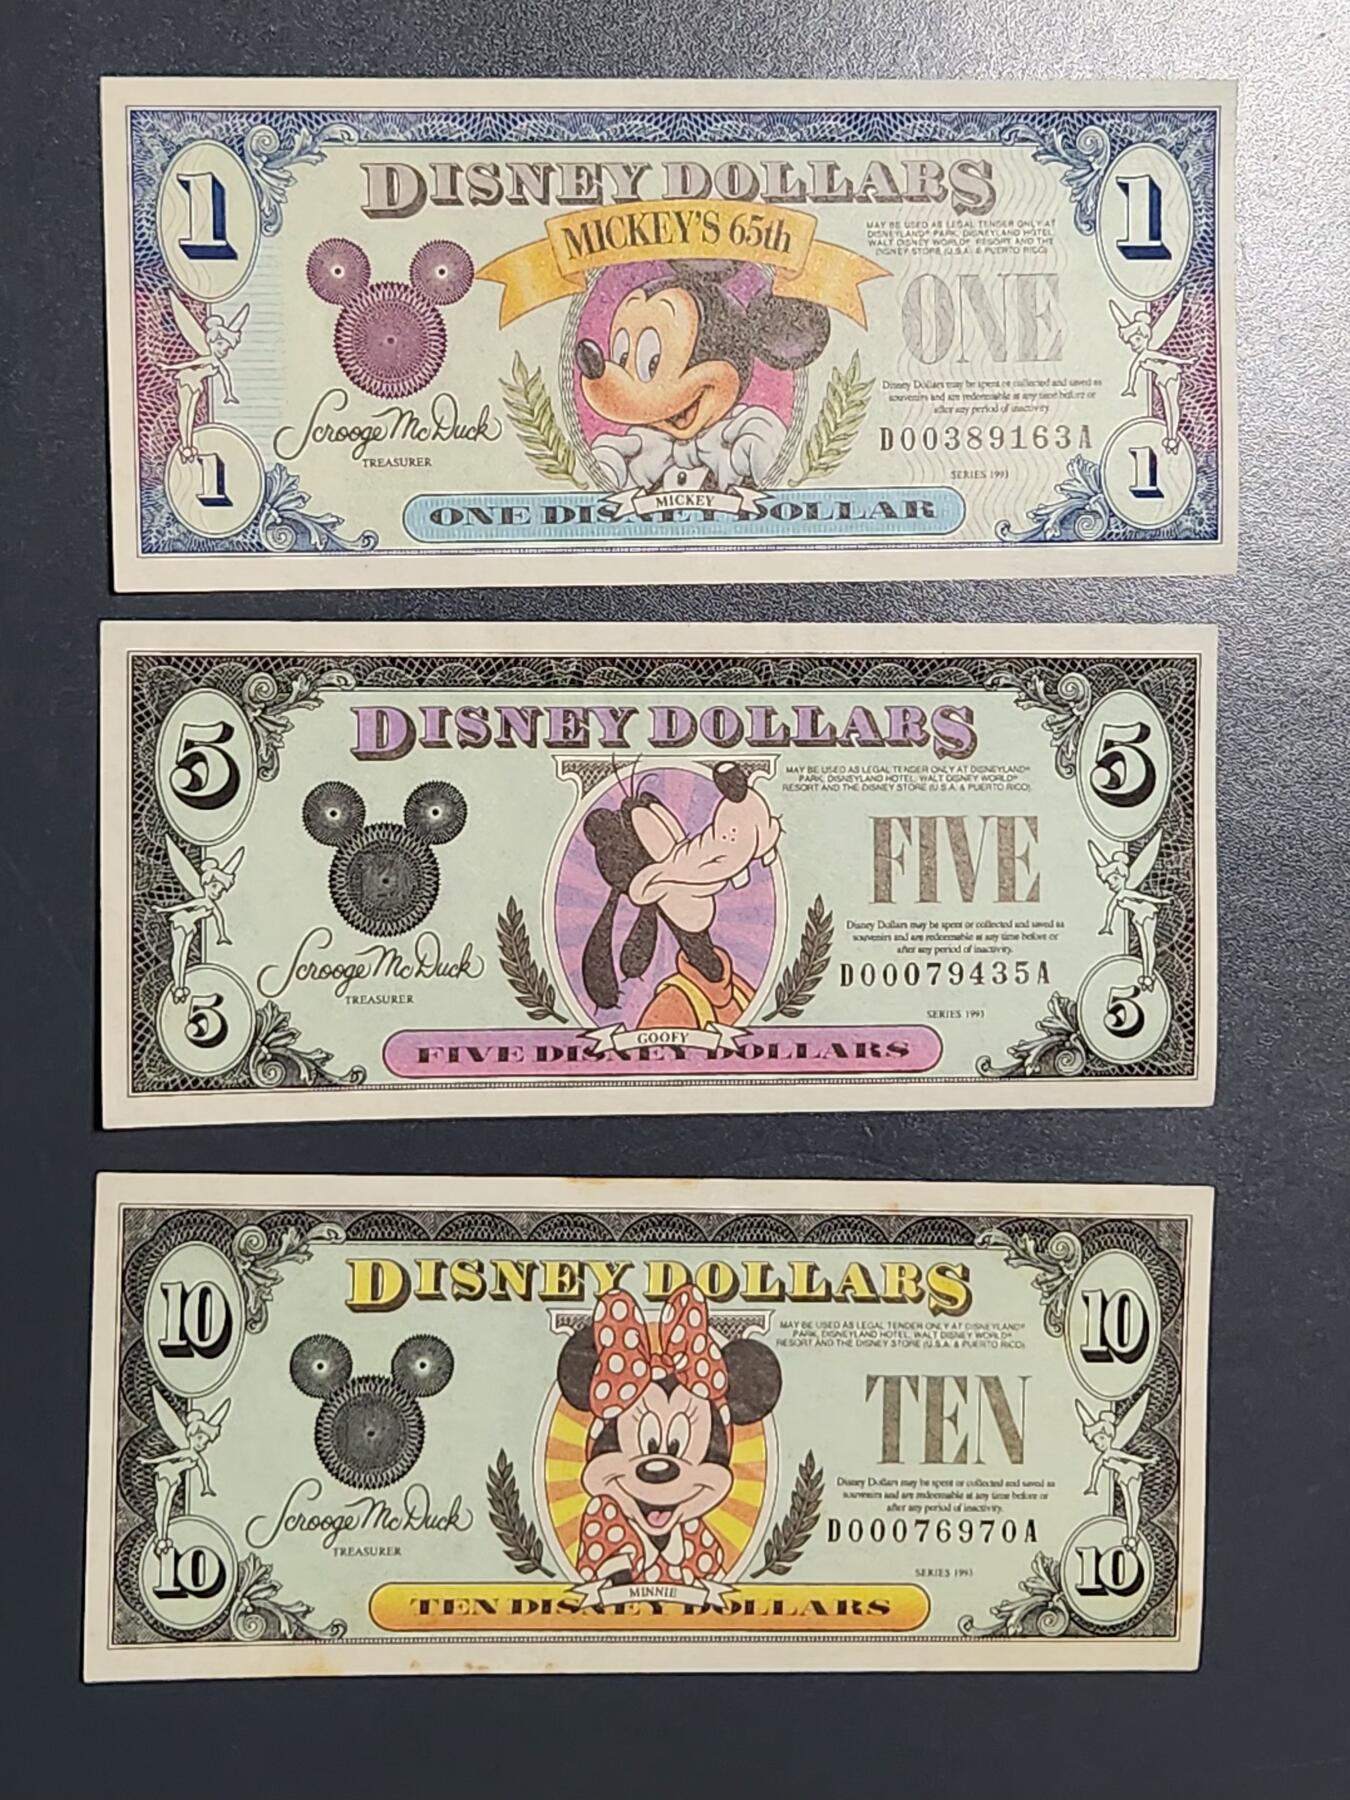 1
DISNEY DOLLARS
1
MICKEY'S 65th
MAY BE USED AS LEGAL TENDER ONLY AT
DISNEYLAND® PARK, DISNEYLAND HOTEL,
WALT DISNEY WORLD® RESORT AND THE
DISNEY STORE (U.S.A. & PUERTO RICO)
ONE
Disney Dollars may be spent or collected and saved as
souvenirs and are redeemable at any time before or
after any period of inactivity.
Scrooge McDuck
TREASURER
D00389163A
SERIES 1993
1
1
MICKEY
ONE DISNEY DOLLAR
5
DISNEY DOLLARS
5
MAY BE USED AS LEGAL TENDER ONLY AT DISNEYLAND®
PARK, DISNEYLAND HOTEL, WALT DISNEY WORLD®
RESORT AND THE DISNEY STORE (U.S.A. & PUERTO RICO).
FIVE
Disney Dollars may be spent or collected and saved as
souvenirs and are redeemable at any time before or
after any period of inactivity.
Scrooge McDuck
TREASURER
D00079435A
SERIES 1993
5
5
GOOFY
FIVE DISNEY DOLLARS
10
DISNEY DOLLARS
10
MAY BE USED AS LEGAL TENDER ONLY AT DISNEYLAND®
PARK, DISNEYLAND HOTEL, WALT DISNEY WORLD®
RESORT AND THE DISNEY STORE (U.S.A. & PUERTO RICO).
TEN
Disney Dollars may be spent or collected and saved as
souvenirs and are redeemable at any time before or
after any period of inactivity.
Scrooge McDuck
TREASURER
D00076970A
SERIES 1993
10
10
MINNIE
TEN DISNEY DOLLARS